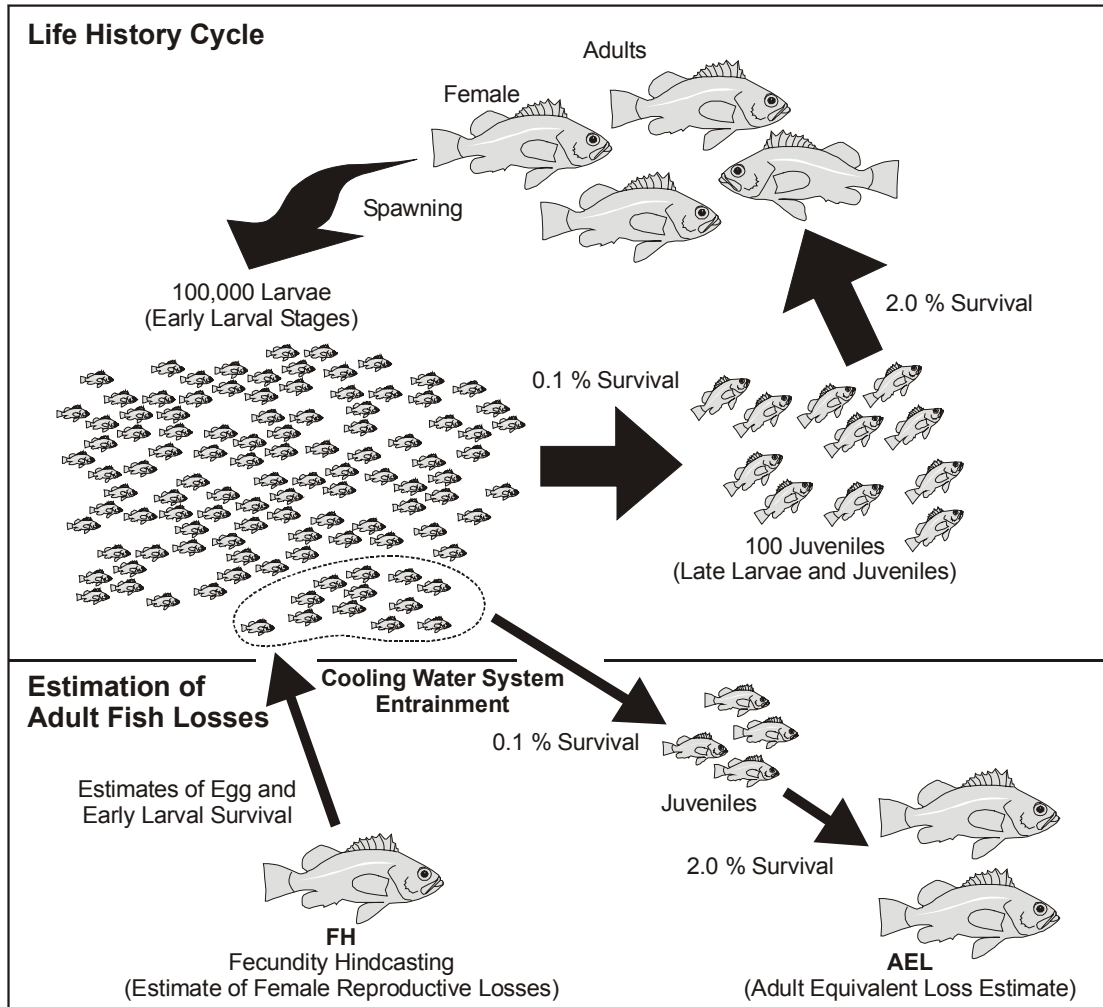 Life History Cycle
Adults
Female
Spawning
100,000 Larvae
(Early Larval Stages)
2.0 % Survival
0.1 % Survival
100 Juveniles
(Late Larvae and Juveniles)
Estimation of
Adult Fish Losses
Cooling Water System
Entrainment
0.1 % Survival
Juveniles
Estimates of Egg and
Early Larval Survival
2.0 % Survival
FH
Fecundity Hindcasting
(Estimate of Female Reproductive Losses)
AEL
(Adult Equivalent Loss Estimate)